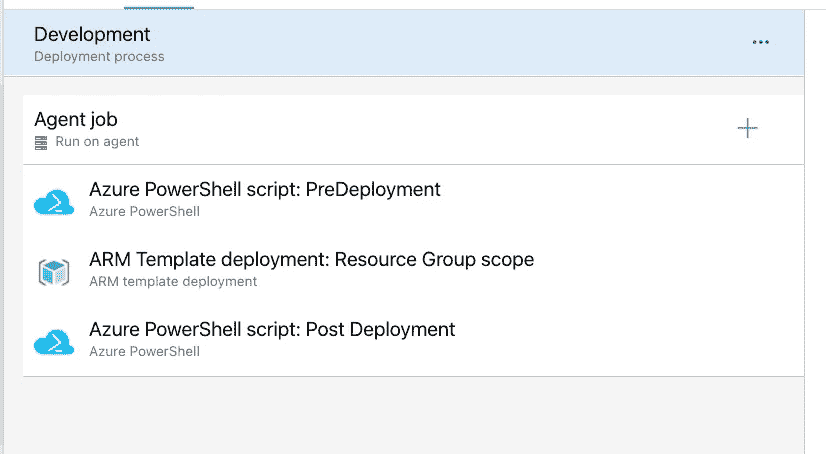 Development
Deployment process
Agent job
Run on agent
Azure PowerShell script: PreDeployment
Azure PowerShell
ARM Template deployment: Resource Group scope
ARM template deployment
Azure PowerShell script: Post Deployment
Azure PowerShell